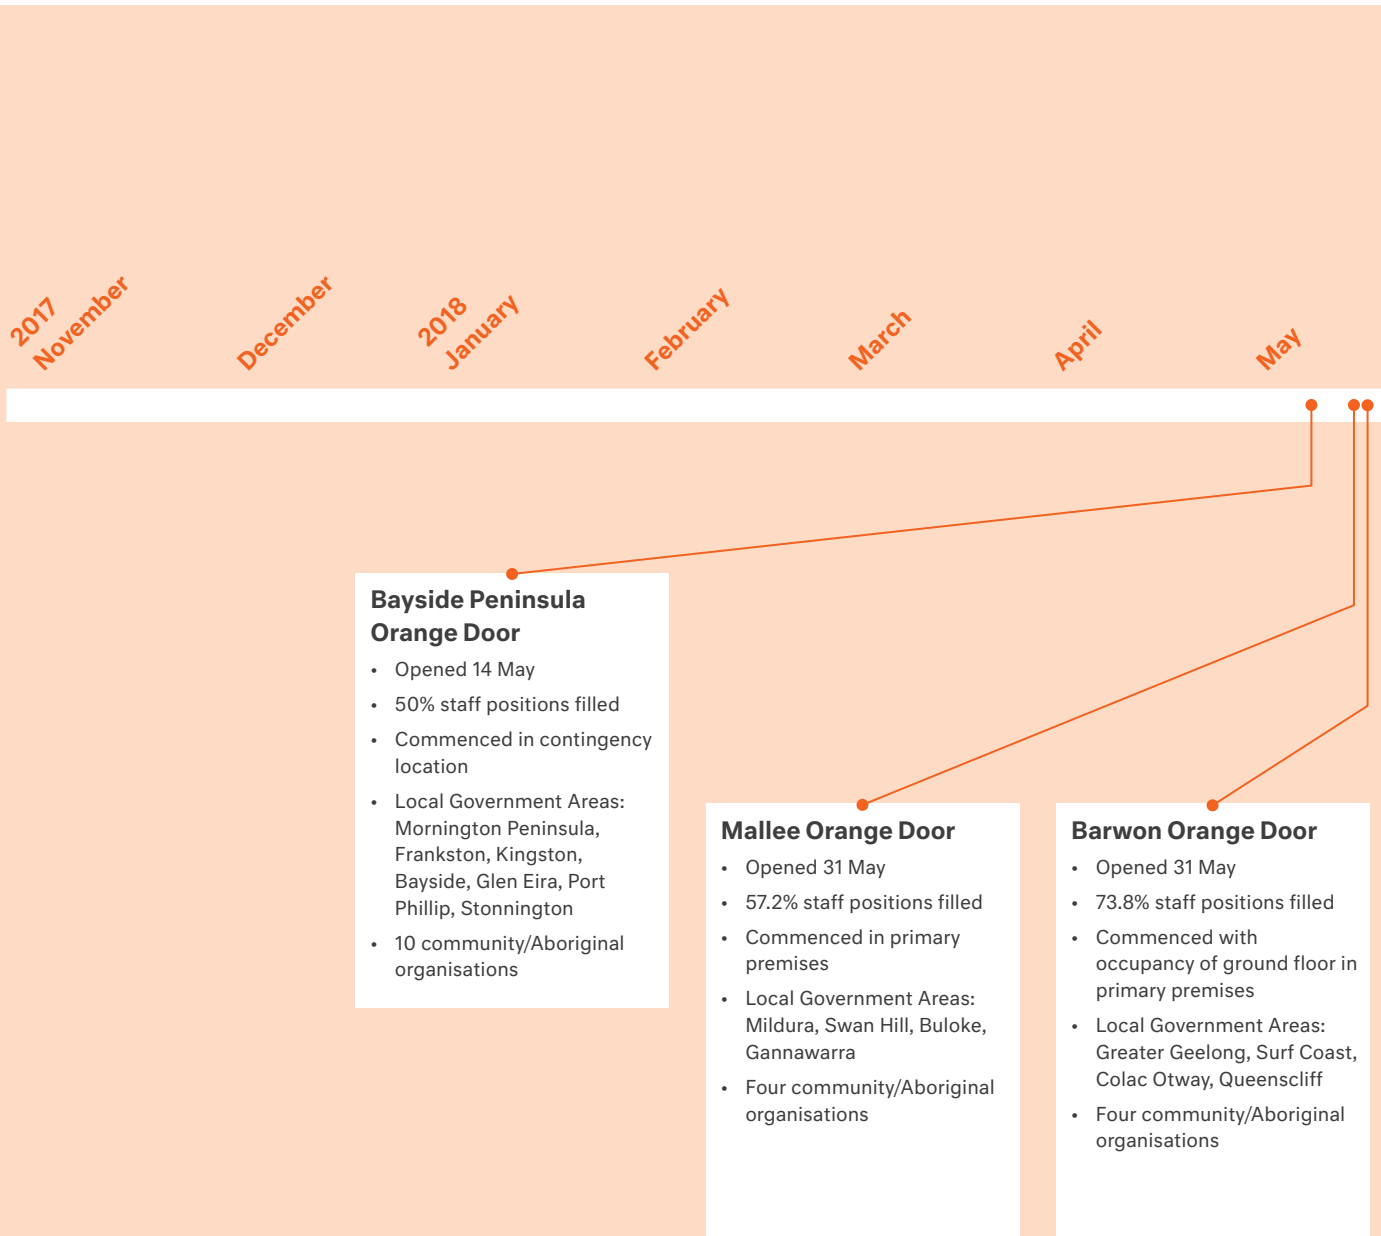 2017
November
December
2018
January
February
March
April
May
Bayside Peninsula
Orange Door
• Opened 14 May
• 50% staff positions filled
• Commenced in contingency
location
• Local Government Areas:
Mornington Peninsula,
Frankston, Kingston,
Bayside, Glen Eira, Port
Phillip, Stonnington
• 10 community/Aboriginal
organisations
Mallee Orange Door
• Opened 31 May
• 57.2% staff positions filled
• Commenced in primary
premises
• Local Government Areas:
Mildura, Swan Hill, Buloke,
Gannawarra
• Four community/Aboriginal
organisations
Barwon Orange Door
• Opened 31 May
• 73.8% staff positions filled
• Commenced with
occupancy of ground floor in
primary premises
• Local Government Areas:
Greater Geelong, Surf Coast,
Colac Otway, Queenscliff
• Four community/Aboriginal
organisations